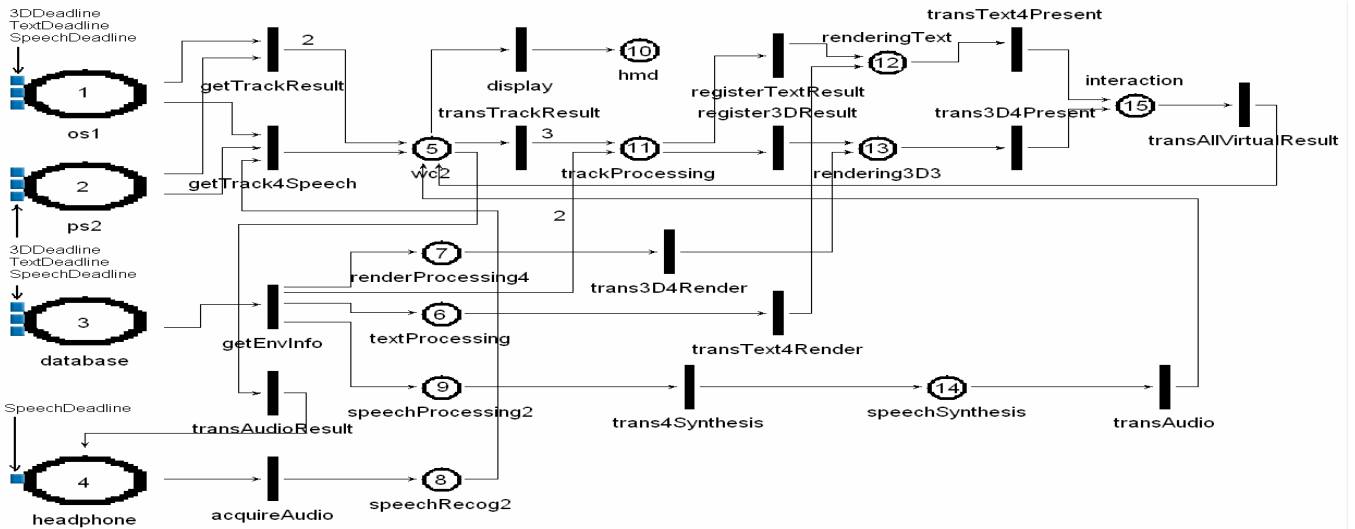 3DDeadline
TextDeadline
SpeechDeadline
1
os1
2
getTrackResult
display
10
hmd
registerTextResult
renderingText
12
transText4Present
interaction
15
transAllVirtualResult
transTrackResult
3
register3DResult
trans3D4Present
2
ps2
getTrack4Speech
5
wc2
11
trackProcessing
13
rendering3D3
2
3DDeadline
TextDeadline
SpeechDeadline
7
renderProcessing4
trans3D4Render
3
database
getEnvInfo
6
textProcessing
transText4Render
9
speechProcessing2
trans4Synthesis
14
speechSynthesis
transAudio
SpeechDeadline
transAudioResult
4
headphone
acquireAudio
8
speechRecog2